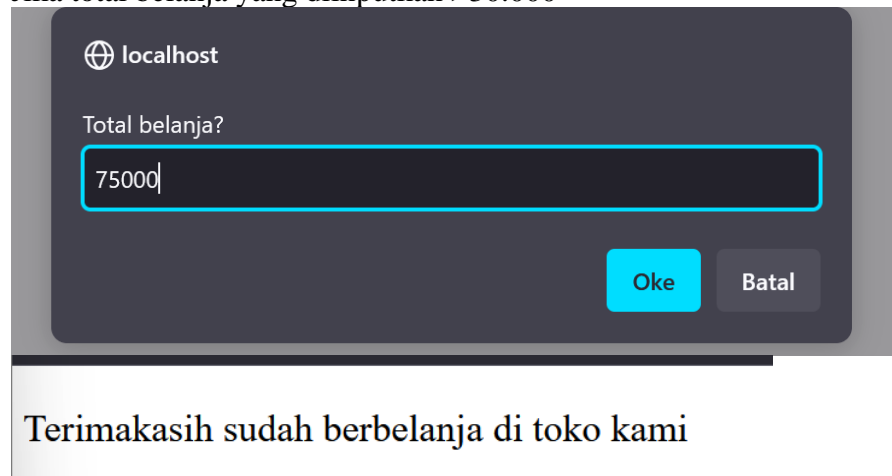 localhost
Total belanja?
75000
Oke
Batal
Terimakasih sudah berbelanja di toko kami